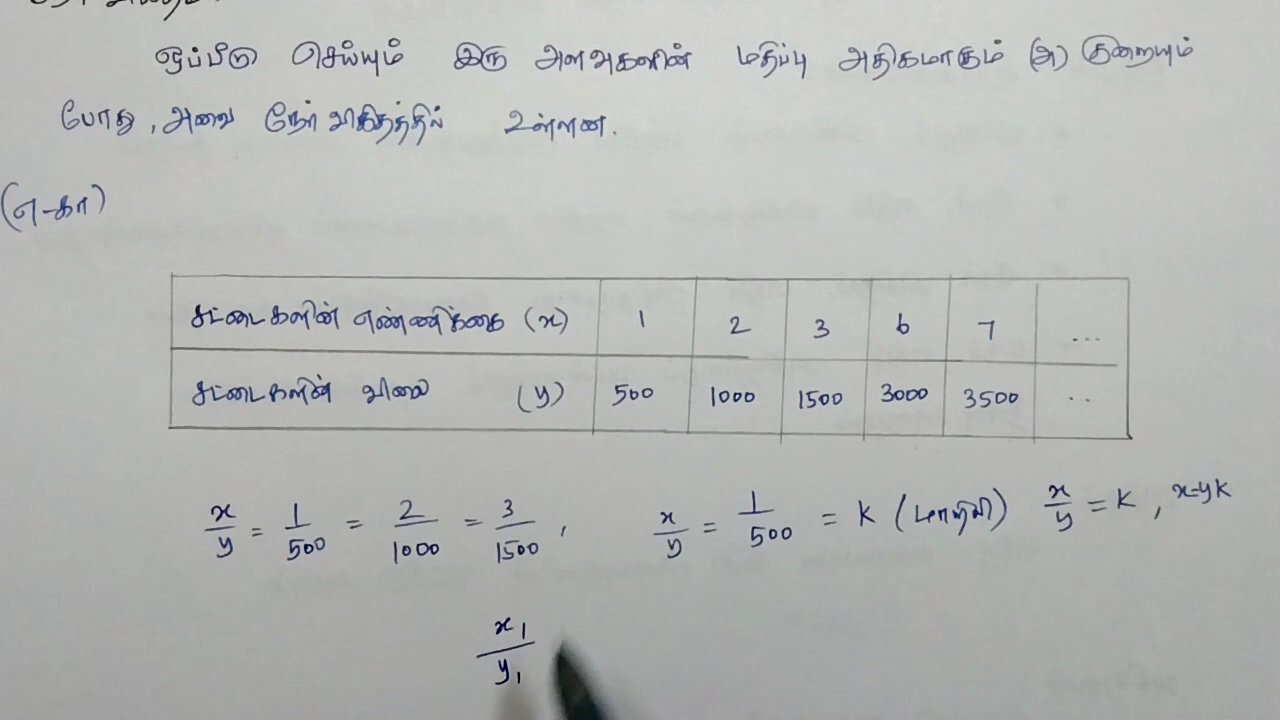 ஒப்பீடு செய்யும் இரு அளவுகளின் மதிப்பு அதிகமாகும் (அ) குறையும்
போது, அவை நேர் விகிதத்தில் உள்ளன.
(எ-கா)
சட்டைகளின் எண்ணிக்கை (x) 1 2 3 6 7 ...
சட்டைகளின் விலை (y) 500 1000 1500 3000 3500 ..
x/y = 1/500 = 2/1000 = 3/1500 , x/y = 1/500 = K (மாறிலி) x/y = K , x=yK
x₁/y₁